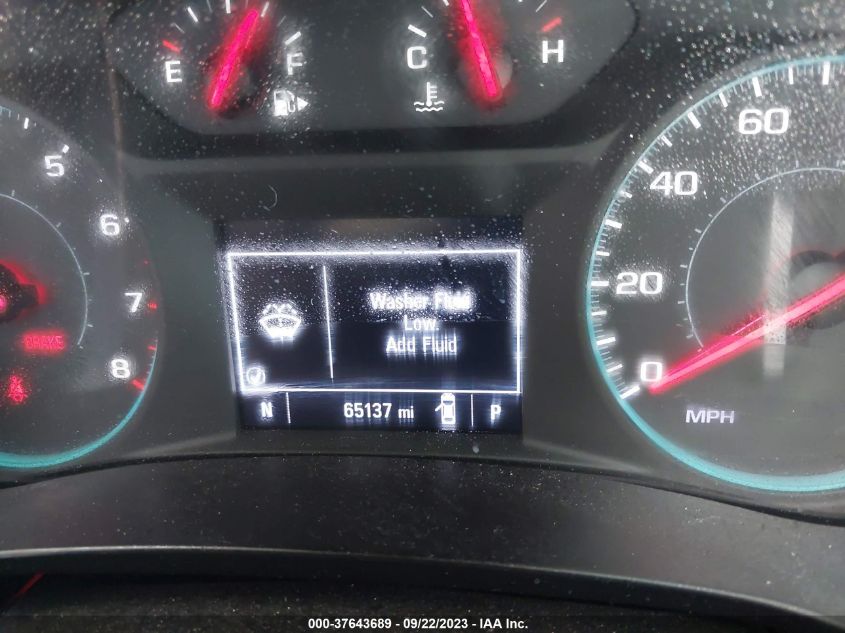 E F C H
5
6
7
8
BRAKE
60
40
20
0
MPH
Washer Fluid
Low.
Add Fluid
N 65137 mi P
000-37643689 - 09/22/2023 - IAA Inc.